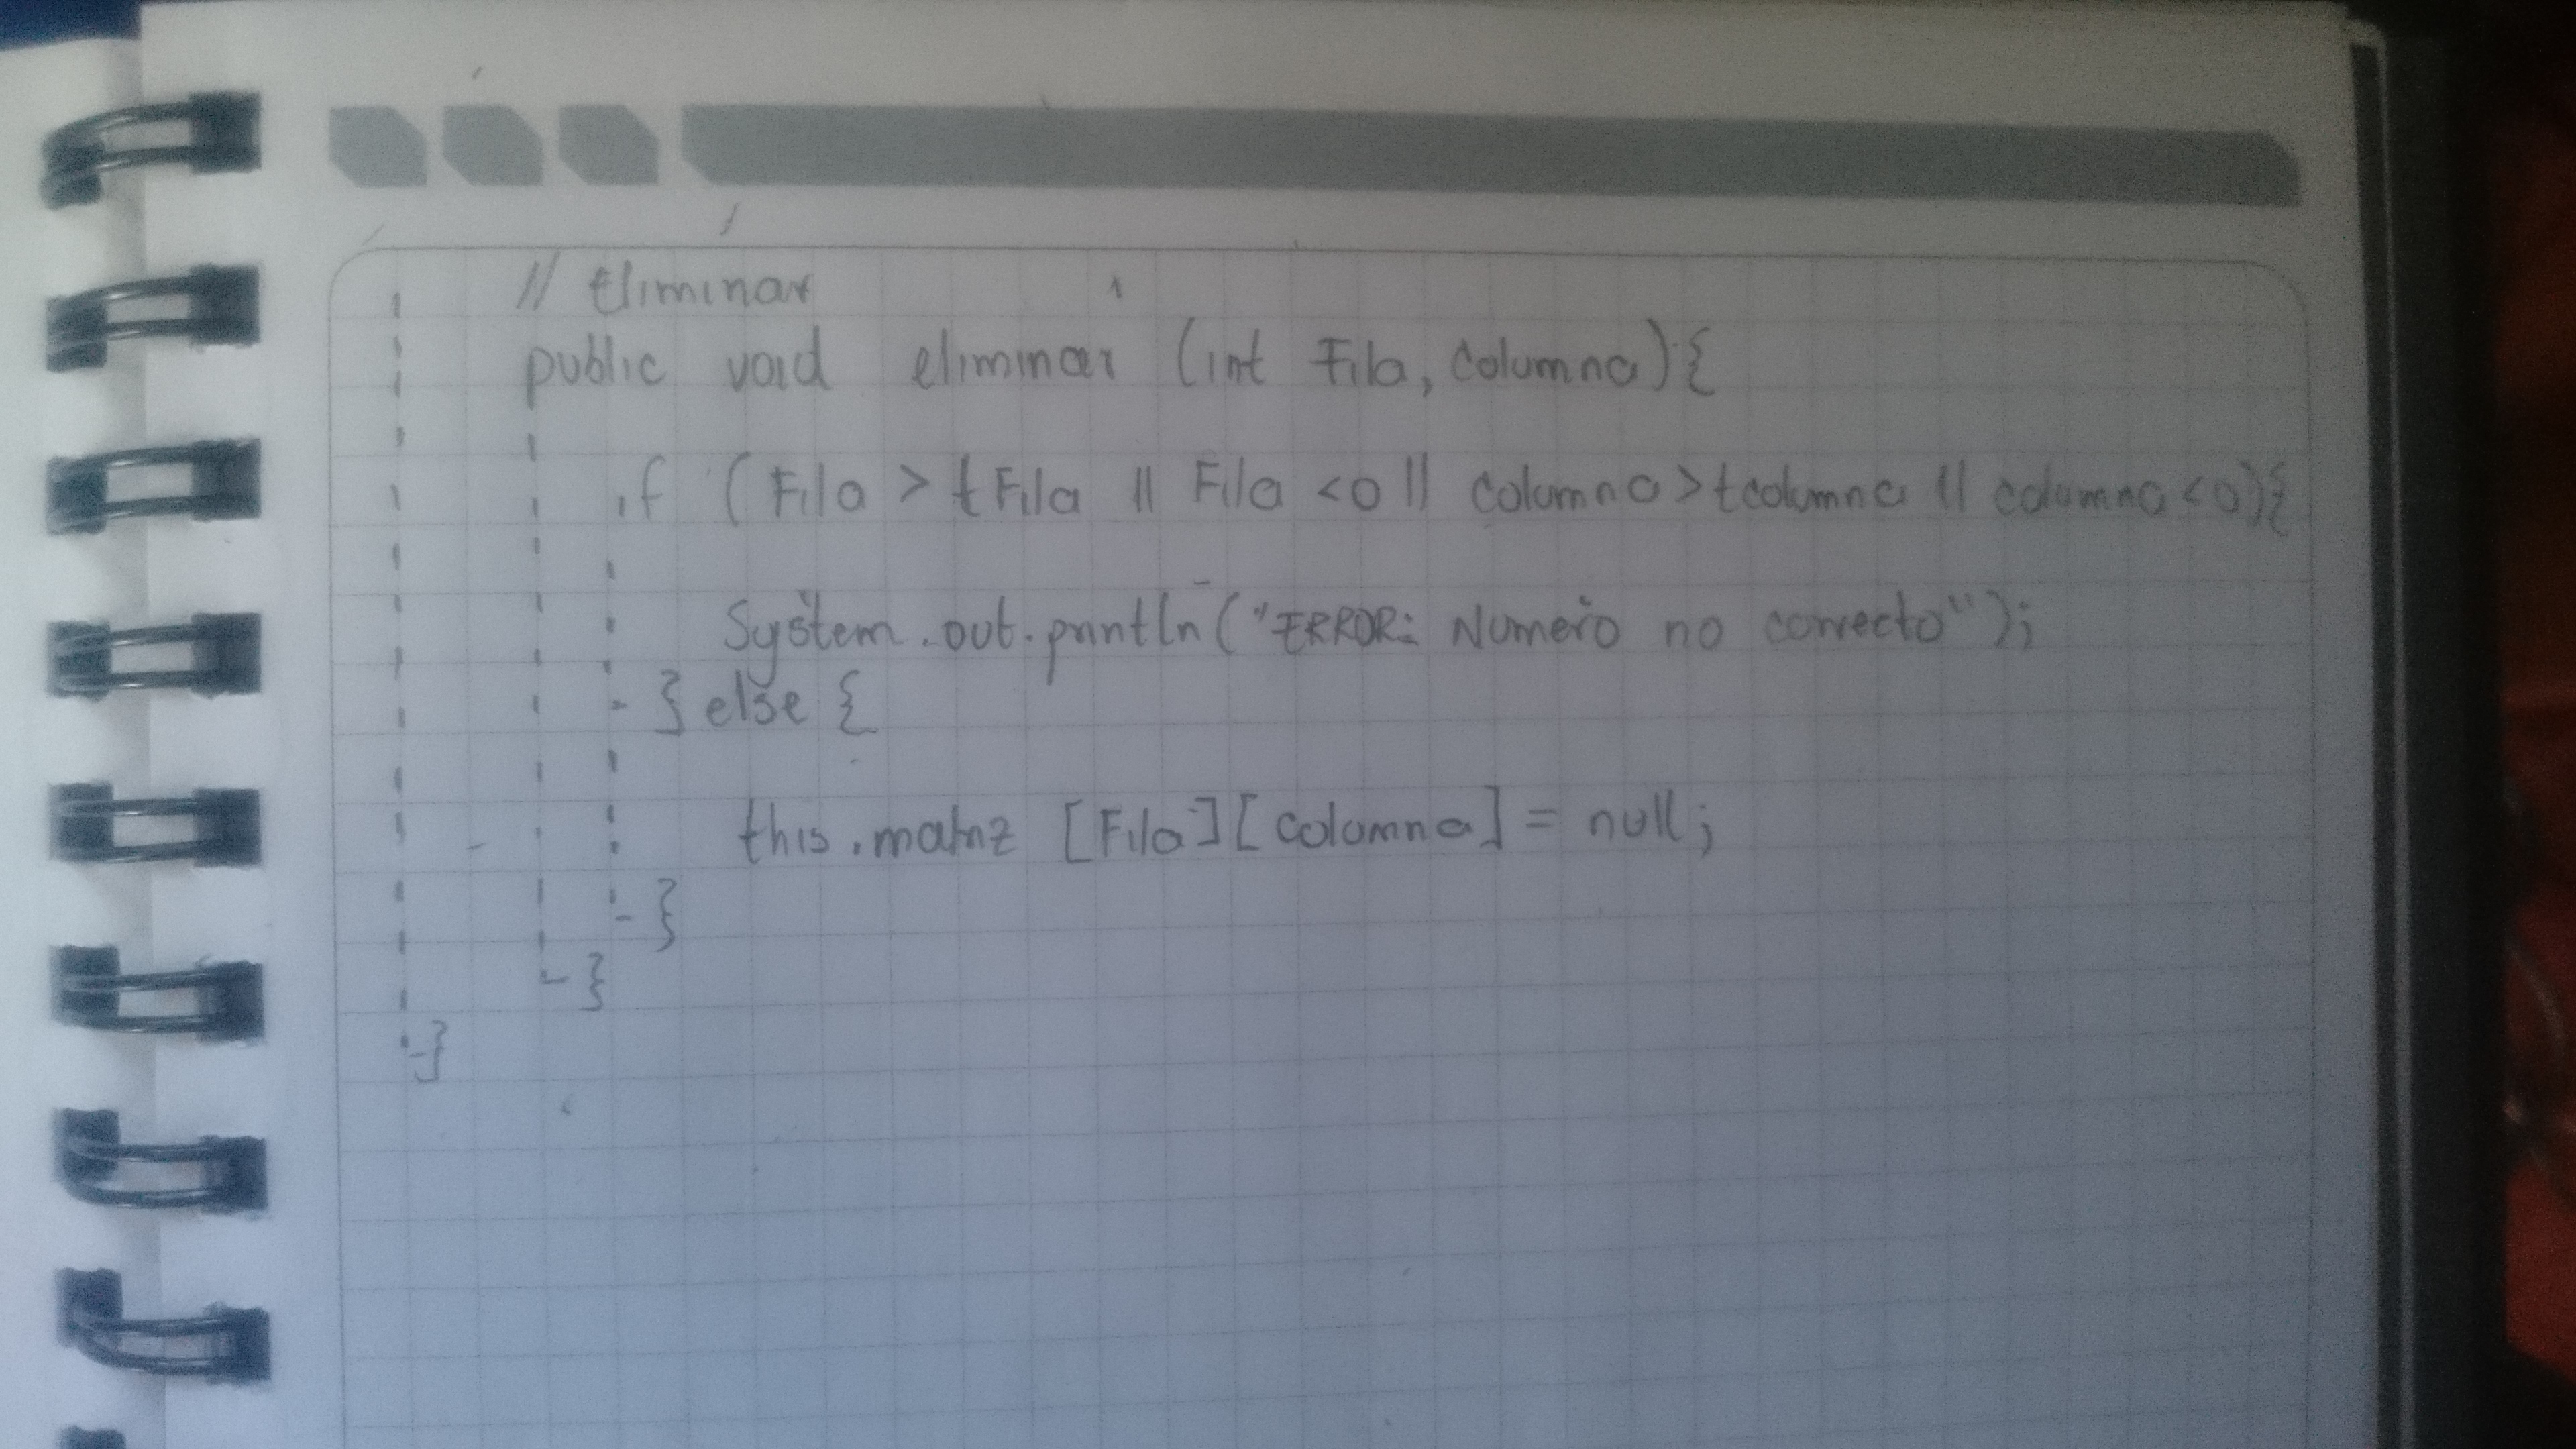 // Eliminar
public void eliminar (int Fila, columna){
if (Fila > tFila || Fila <0 || columna > tcolumna || columna <0){
System.out.println("ERROR: Numero no correcto");
} else {
this.matriz [Fila][columna] = null;
}
}
}